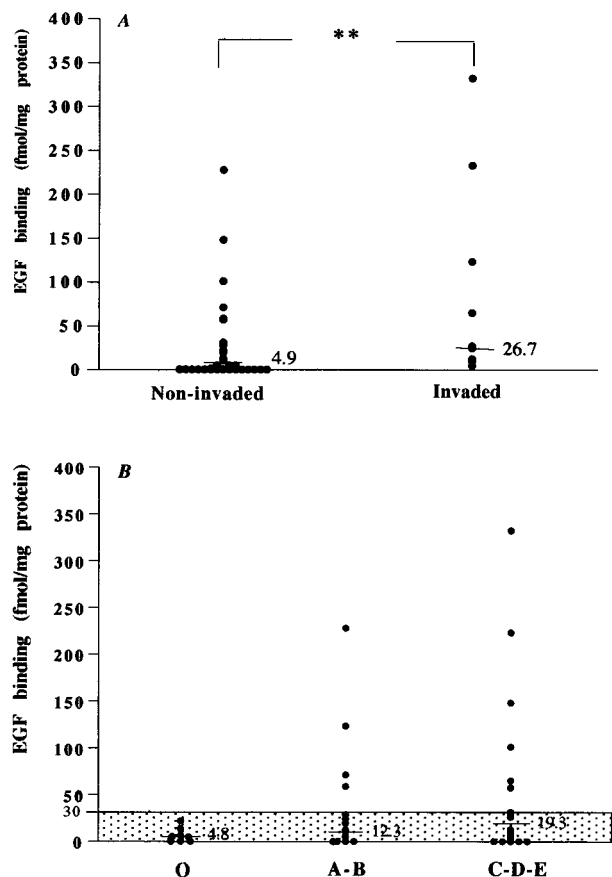 A
EGF binding (fmol/mg protein)
400
350
300
250
200
150
100
50
0
**
4.9
26.7
Non-invaded
Invaded
B
EGF binding (fmol/mg protein)
400
350
300
250
200
150
100
50
30
0
4.8
12.3
19.3
O
A-B
C-D-E